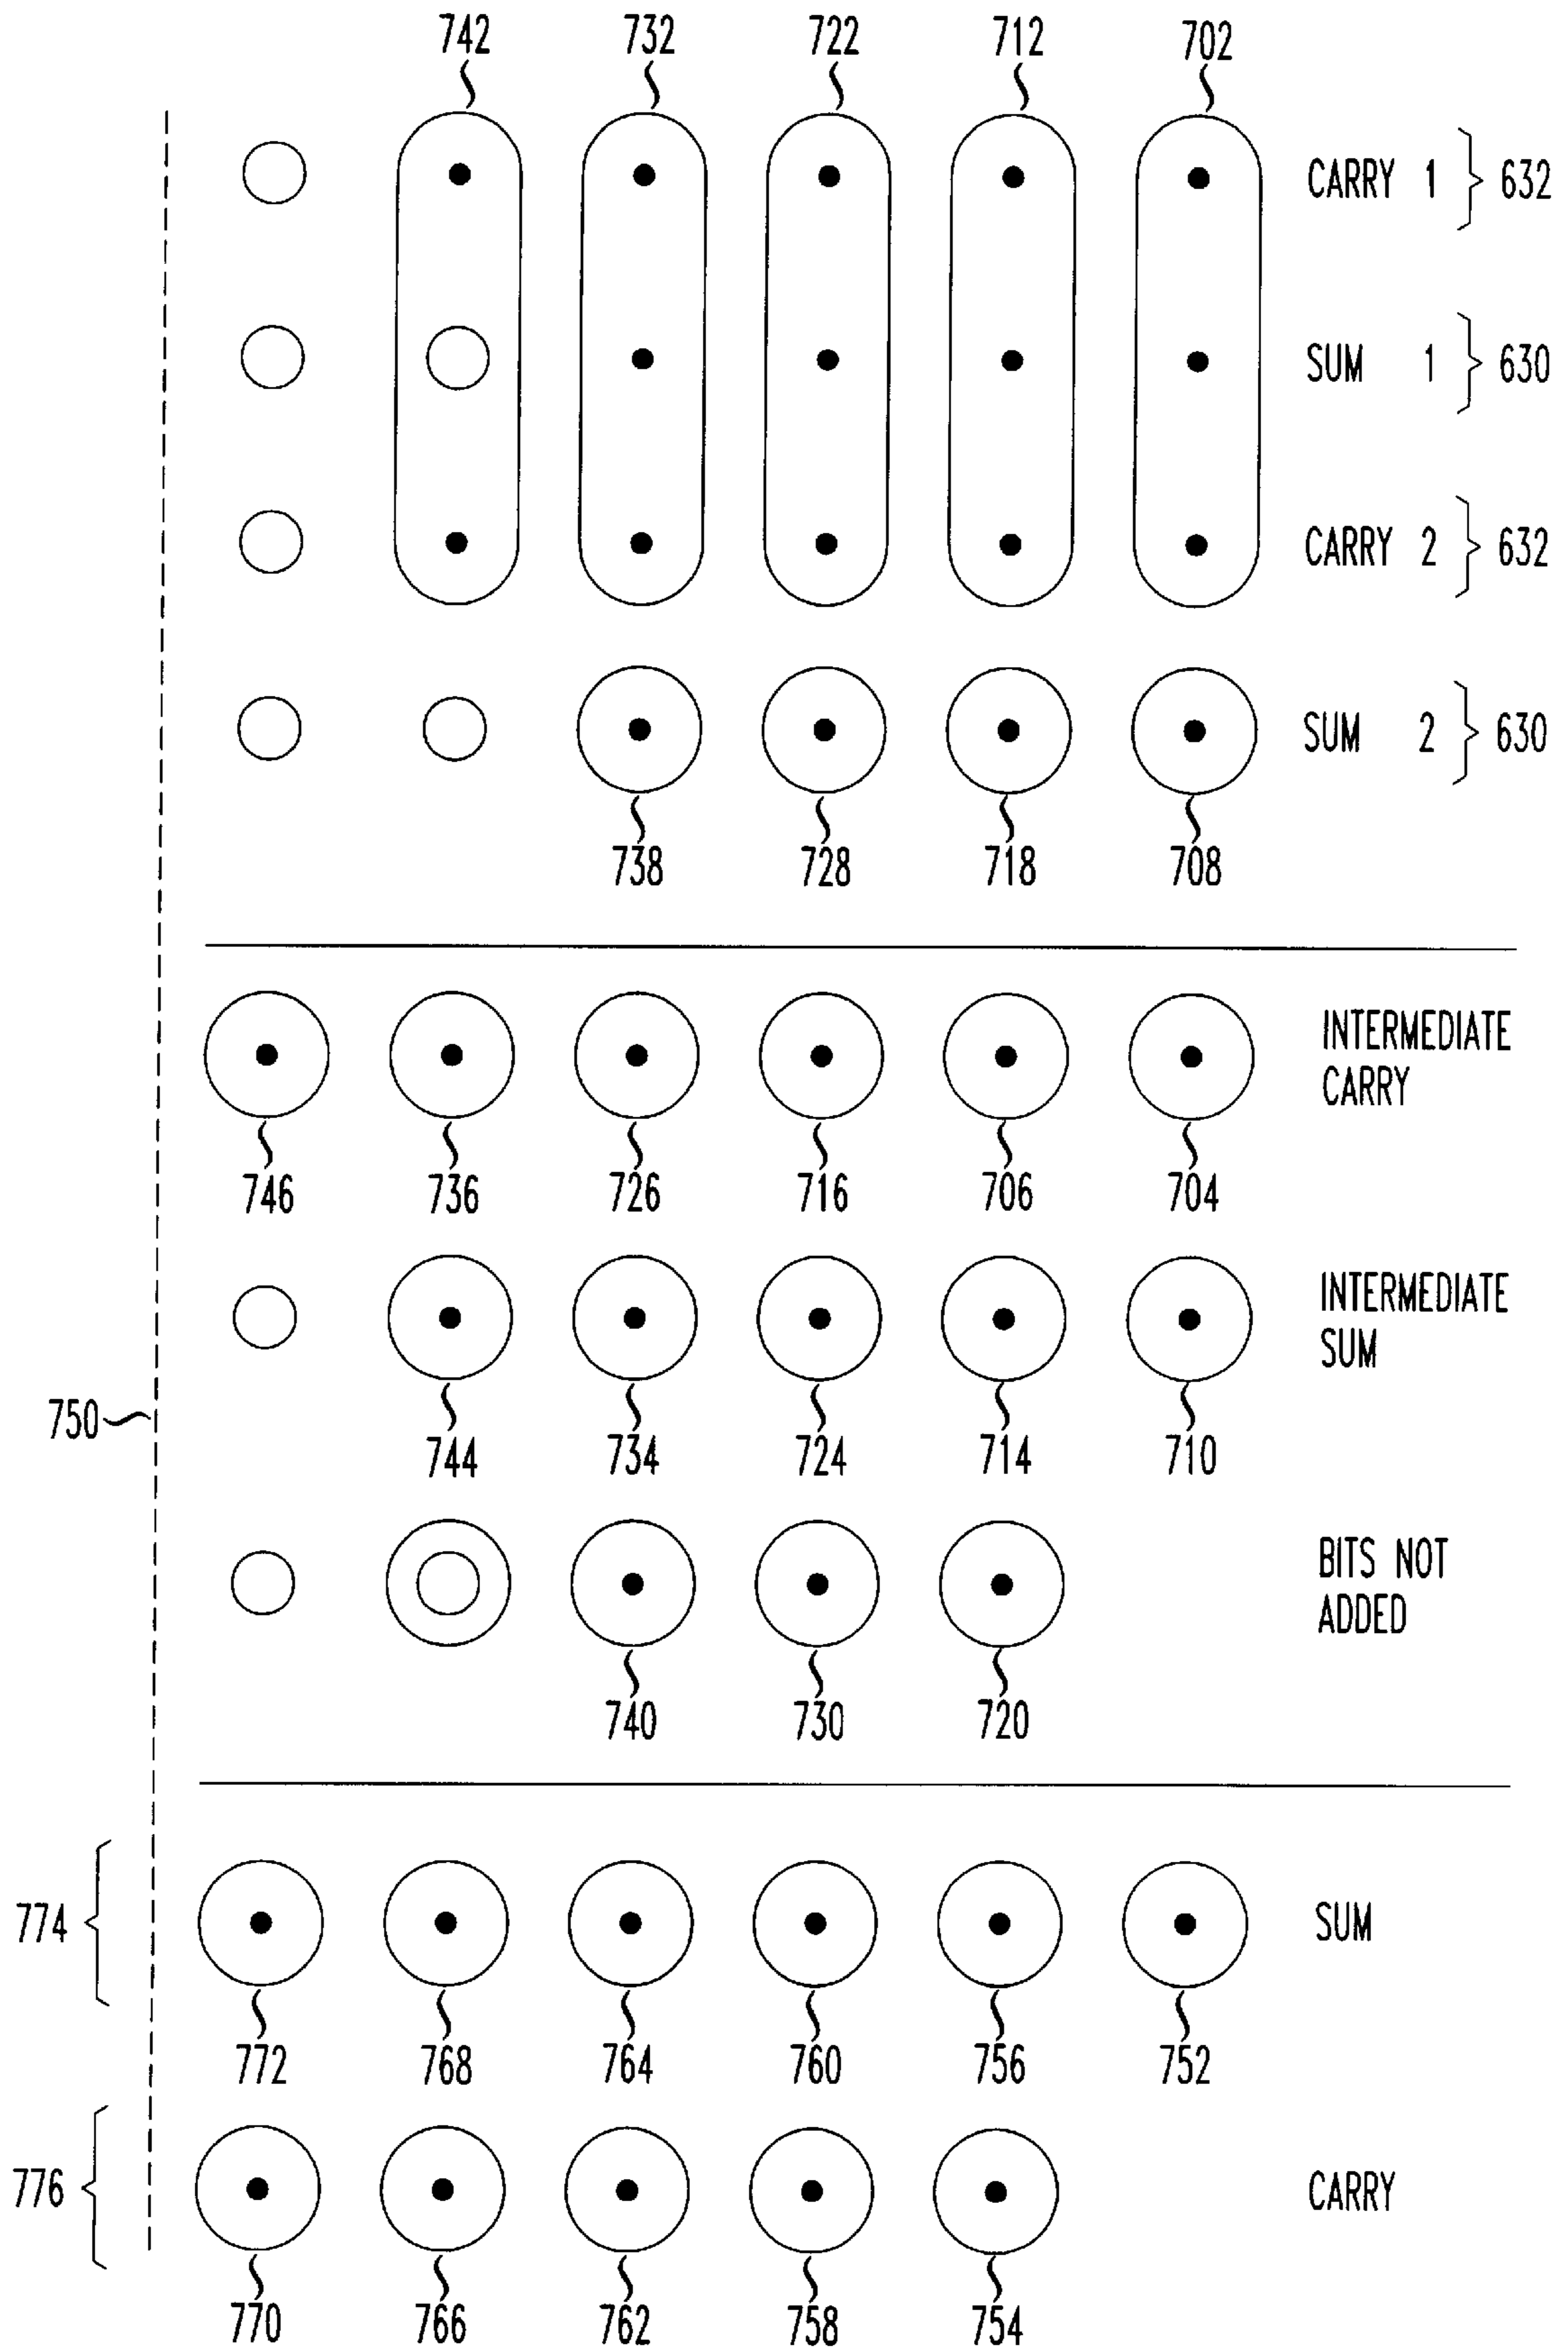 742 732 722 712 702
CARRY 1 } 632
SUM 1 } 630
CARRY 2 } 632
SUM 2 } 630
738 728 718 708
INTERMEDIATE
CARRY
746 736 726 716 706 704
INTERMEDIATE
SUM
750
744 734 724 714 710
BITS NOT
ADDED
740 730 720
774 { SUM
772 768 764 760 756 752
776 { CARRY
770 766 762 758 754